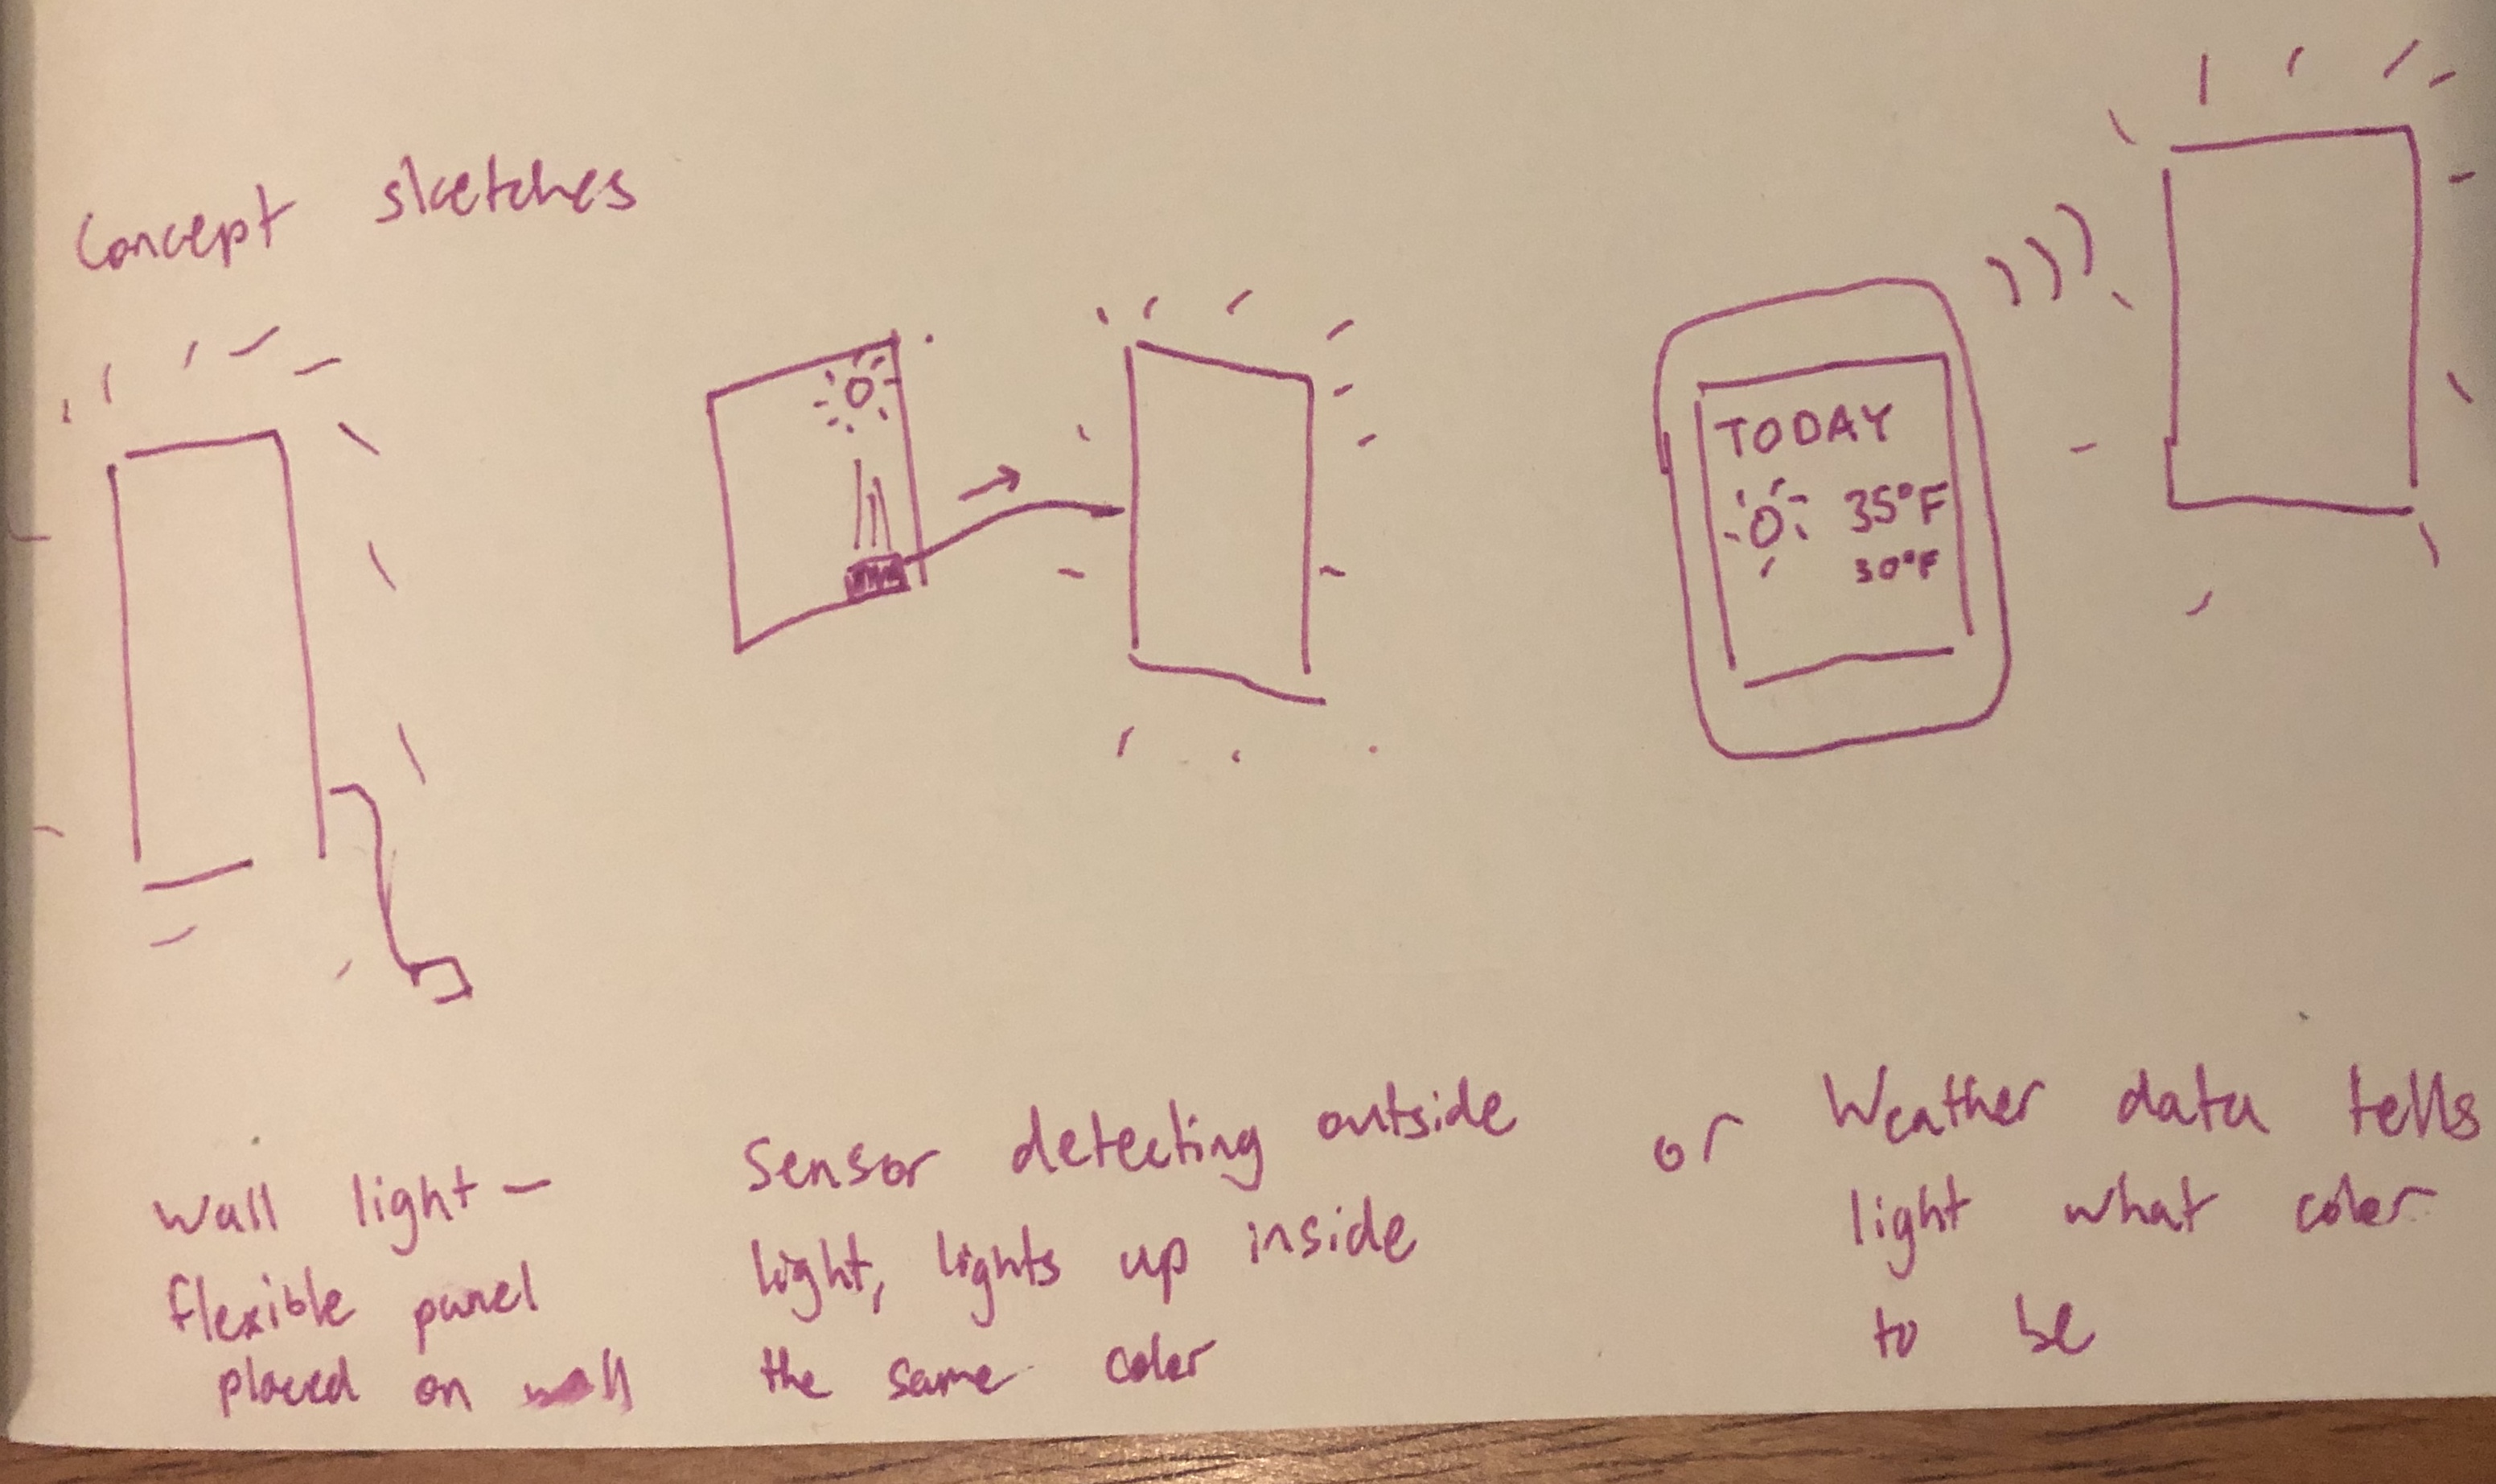 Concept sketches
TODAY
35°F
30°F
Wall light —
flexible panel
placed on wall
Sensor detecting outside
light, lights up inside
the same color
or
Weather data tells
light what color
to be